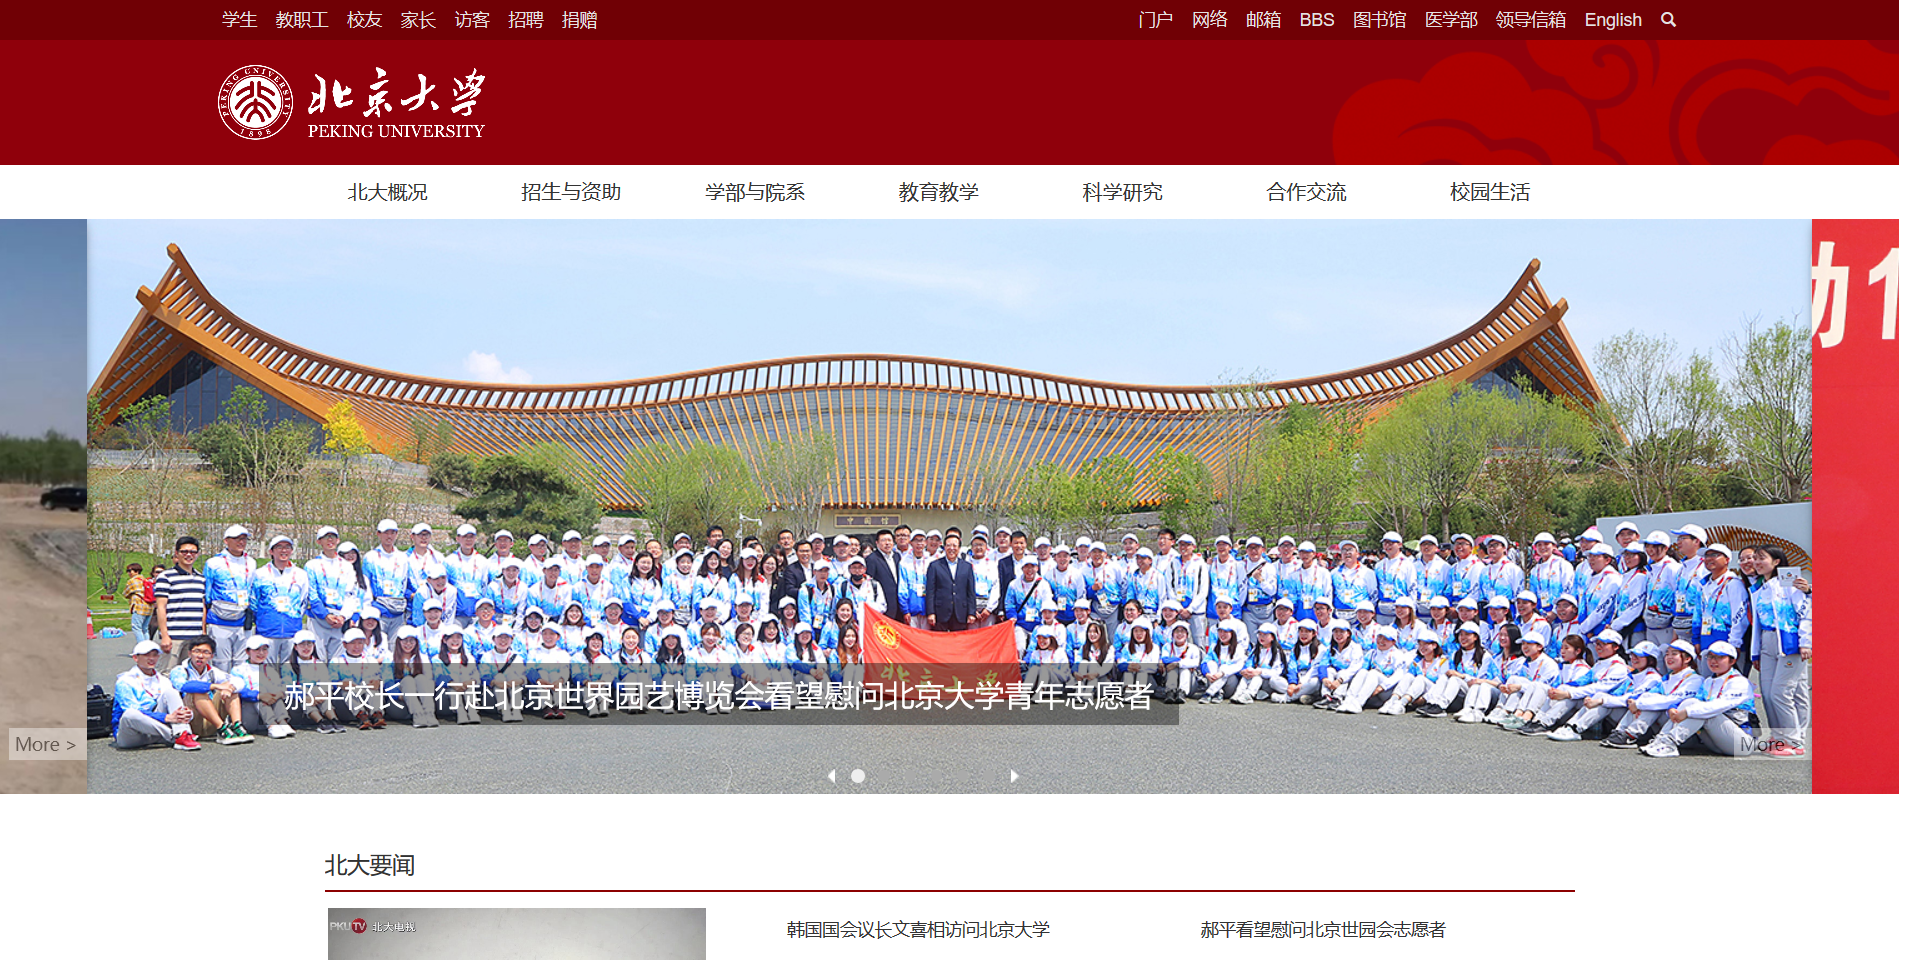 学生 教职工 校友 家长 访客 招聘 捐赠
门户 网络 邮箱 BBS 图书馆 医学部 领导信箱 English
PEKING UNIVERSITY
1898
北京大学
PEKING UNIVERSITY
北大概况 招生与资助 学部与院系 教育教学 科学研究 合作交流 校园生活
中国馆
北京大学
郝平校长一行赴北京世界园艺博览会看望慰问北京大学青年志愿者
More >
More >
北大要闻
PKU TV 北大电视
韩国国会议长文喜相访问北京大学
郝平看望慰问北京世园会志愿者